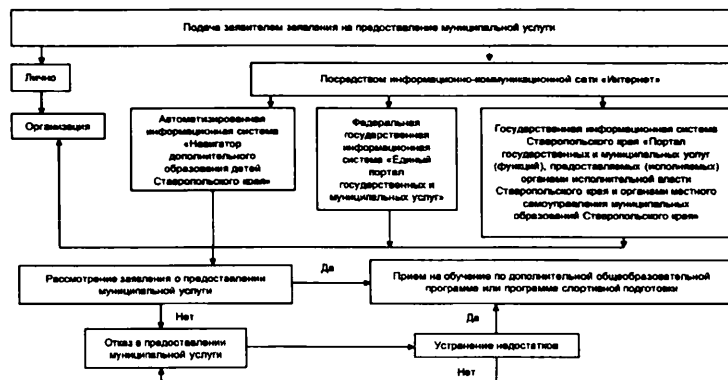 Подача заявителем заявления на предоставление муниципальной услуги
Лично
Посредством информационно-коммуникационной сети «Интернет»
Организация
Автоматизированная
информационная система
«Навигатор
дополнительного
образования детей
Ставропольского края»
Федеральная
государственная
информационная
система «Единый
портал
государственных и
муниципальных услуг»
Государственная информационная система
Ставропольского края «Портал
государственных и муниципальных услуг
(функций), предоставляемых (исполняемых)
органами исполнительной власти
Ставропольского края и органами местного
самоуправления муниципальных
образований Ставропольского края»
Рассмотрение заявления о предоставлении
муниципальной услуги
Да
Прием на обучение по дополнительной общеобразовательной
программе или программе спортивной подготовки
Нет
Да
Отказ в предоставлении
муниципальной услуги
Устранение недостатков
Нет